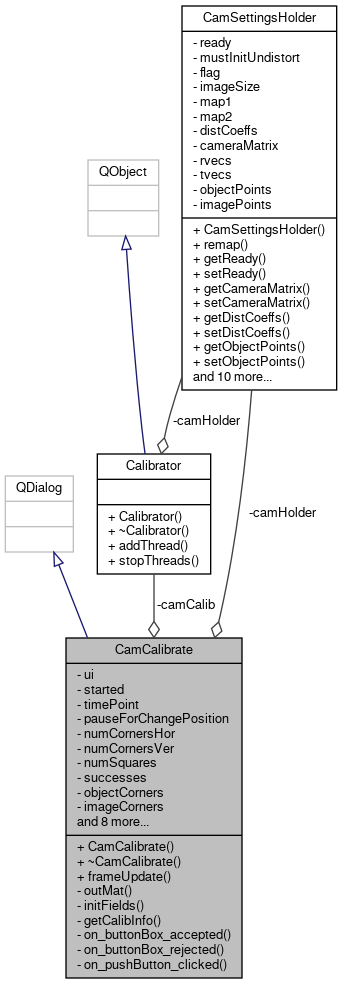 CamSettingsHolder
- ready
- mustInitUndistort
- flag
- imageSize
- map1
- map2
- distCoeffs
- cameraMatrix
- rvecs
- tvecs
- objectPoints
- imagePoints
+ CamSettingsHolder()
+ remap()
+ getReady()
+ setReady()
+ getCameraMatrix()
+ setCameraMatrix()
+ getDistCoeffs()
+ setDistCoeffs()
+ getObjectPoints()
+ setObjectPoints()
and 10 more...
QObject
-camHolder
Calibrator
+ Calibrator()
+ ~Calibrator()
+ addThread()
+ stopThreads()
QDialog
-camHolder
-camCalib
CamCalibrate
- ui
- started
- timePoint
- pauseForChangePosition
- numCornersHor
- numCornersVer
- numSquares
- successes
- objectCorners
- imageCorners
and 8 more...
+ CamCalibrate()
+ ~CamCalibrate()
+ frameUpdate()
- outMat()
- initFields()
- getCalibInfo()
- on_buttonBox_accepted()
- on_buttonBox_rejected()
- on_pushButton_clicked()